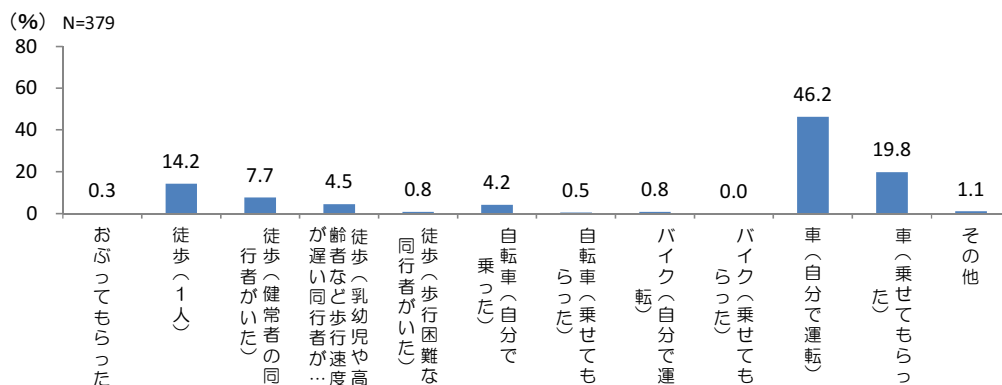 (%) N=379
80
60
40
20
0
0.3
14.2
7.7
4.5
0.8
4.2
0.5
0.8
0.0
46.2
19.8
1.1
おぶってもらった
徒歩（１人）
徒歩（健常者の同
行者がいた）
徒歩（乳幼児や高
齢者など歩行速度
が遅い同行者が…
徒歩（歩行困難な
同行者がいた）
自転車（自分で
乗った）
自転車（乗せても
らった）
バイク（自分で運
転）
バイク（乗せても
らった）
車（自分で運転）
車（乗せてもらっ
た）
その他